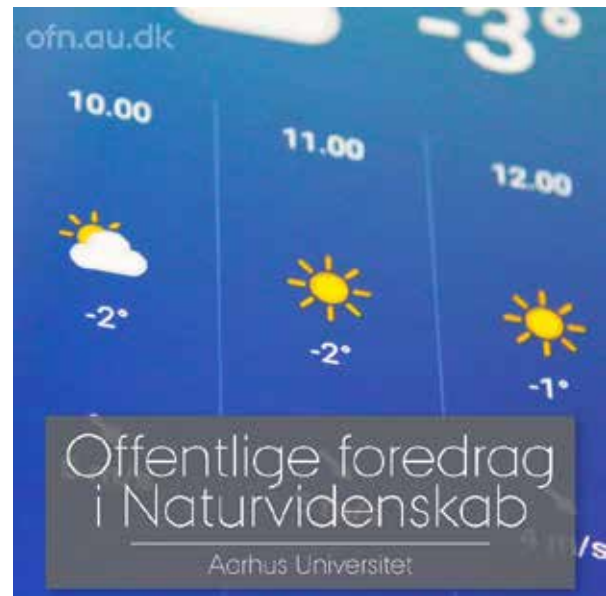 ofn.au.dk
-3°
10.00
11.00
12.00
-2°
-2°
-1°
Offentlige foredrag
i Naturvidenskab
Aarhus Universitet
m/s